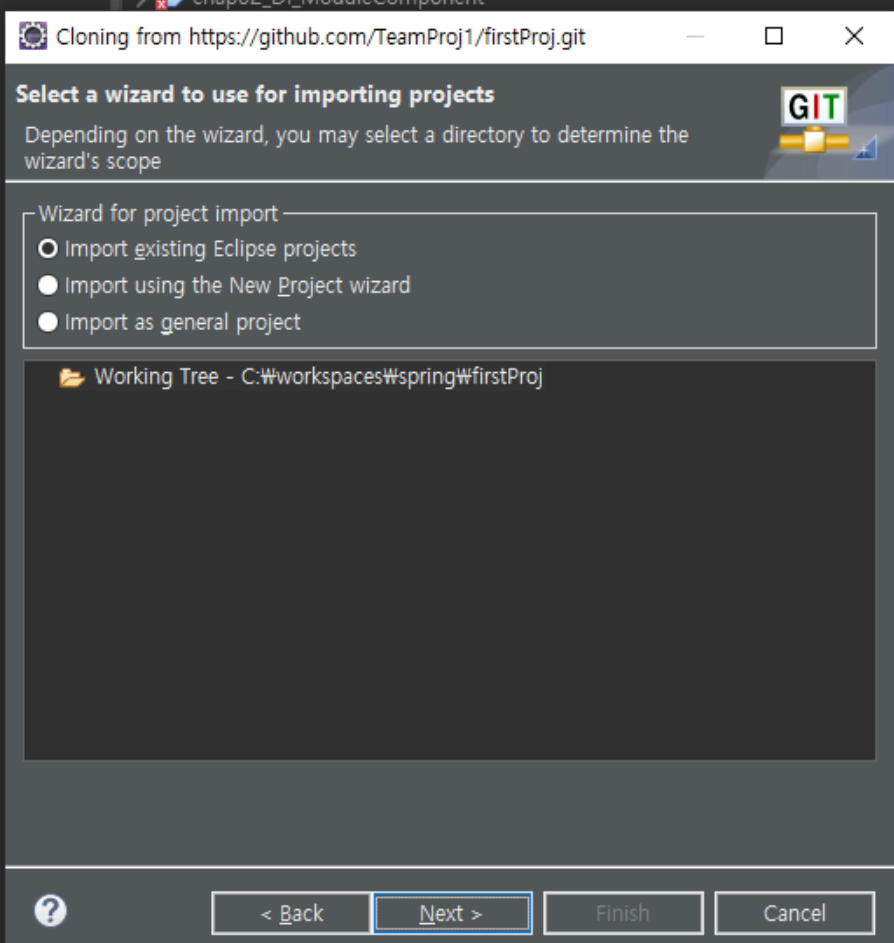 Cloning from https://github.com/TeamProj1/firstProj.git
Select a wizard to use for importing projects
Depending on the wizard, you may select a directory to determine the
wizard's scope
GIT
Wizard for project import
Import existing Eclipse projects
Import using the New Project wizard
Import as general project
Working Tree - C:₩workspaces₩spring₩firstProj
?
< Back
Next >
Finish
Cancel